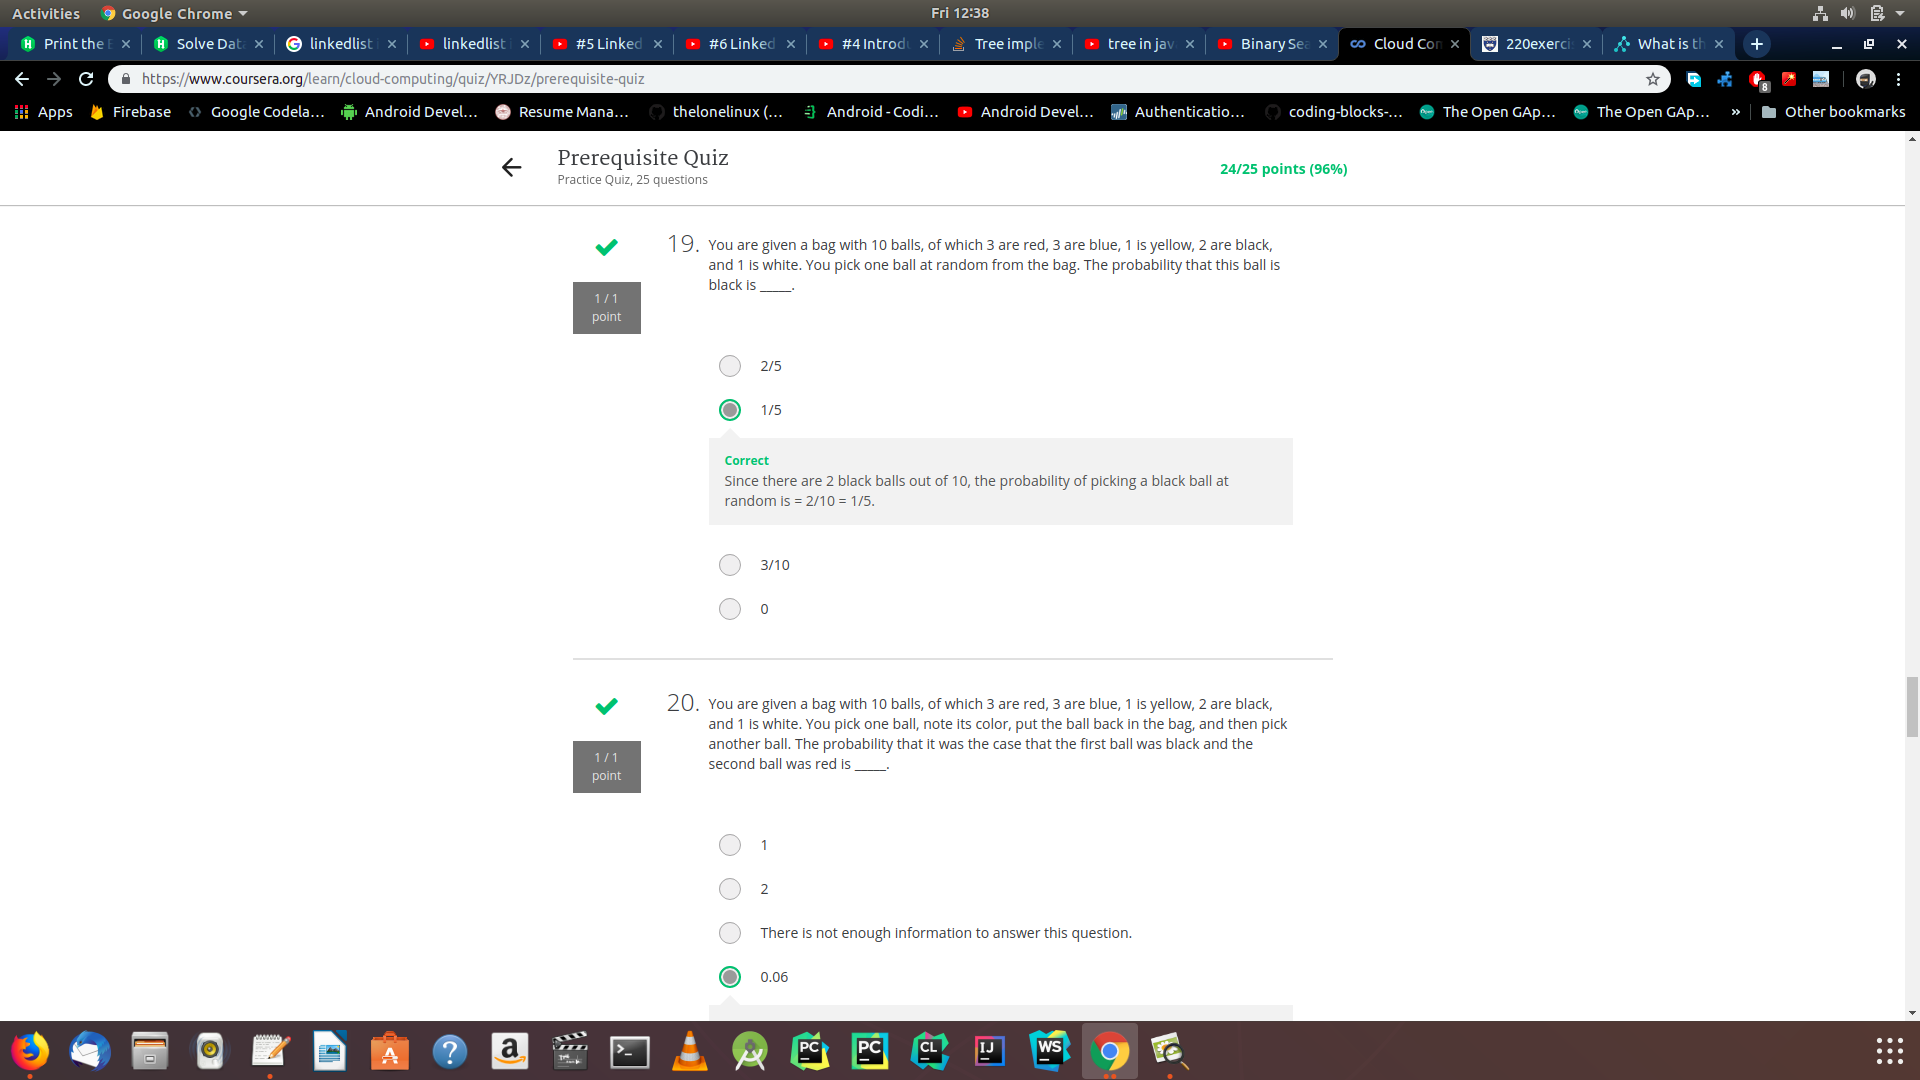 Activities Google Chrome Fri 12:38
Print the Solve Dat linkedlist linkedlist #5 Linked #6 Linked #4 Introdu Tree imple tree in jav Binary Sea Cloud Con 220exerci What is th
https://www.coursera.org/learn/cloud-computing/quiz/YRJDz/prerequisite-quiz 8
Apps Firebase Google Codela... Android Devel... Resume Mana... thelonelinux (... Android - Codi... Android Devel... Authenticatio... coding-blocks-... The Open GAp... The Open GAp... » Other bookmarks
Prerequisite Quiz
Practice Quiz, 25 questions
24/25 points (96%)
19. You are given a bag with 10 balls, of which 3 are red, 3 are blue, 1 is yellow, 2 are black,
and 1 is white. You pick one ball at random from the bag. The probability that this ball is
black is _____.
1 / 1
point
2/5
1/5
Correct
Since there are 2 black balls out of 10, the probability of picking a black ball at
random is = 2/10 = 1/5.
3/10
0
20. You are given a bag with 10 balls, of which 3 are red, 3 are blue, 1 is yellow, 2 are black,
and 1 is white. You pick one ball, note its color, put the ball back in the bag, and then pick
another ball. The probability that it was the case that the first ball was black and the
second ball was red is _____.
1 / 1
point
1
2
There is not enough information to answer this question.
0.06
PC PC CL IJ WS